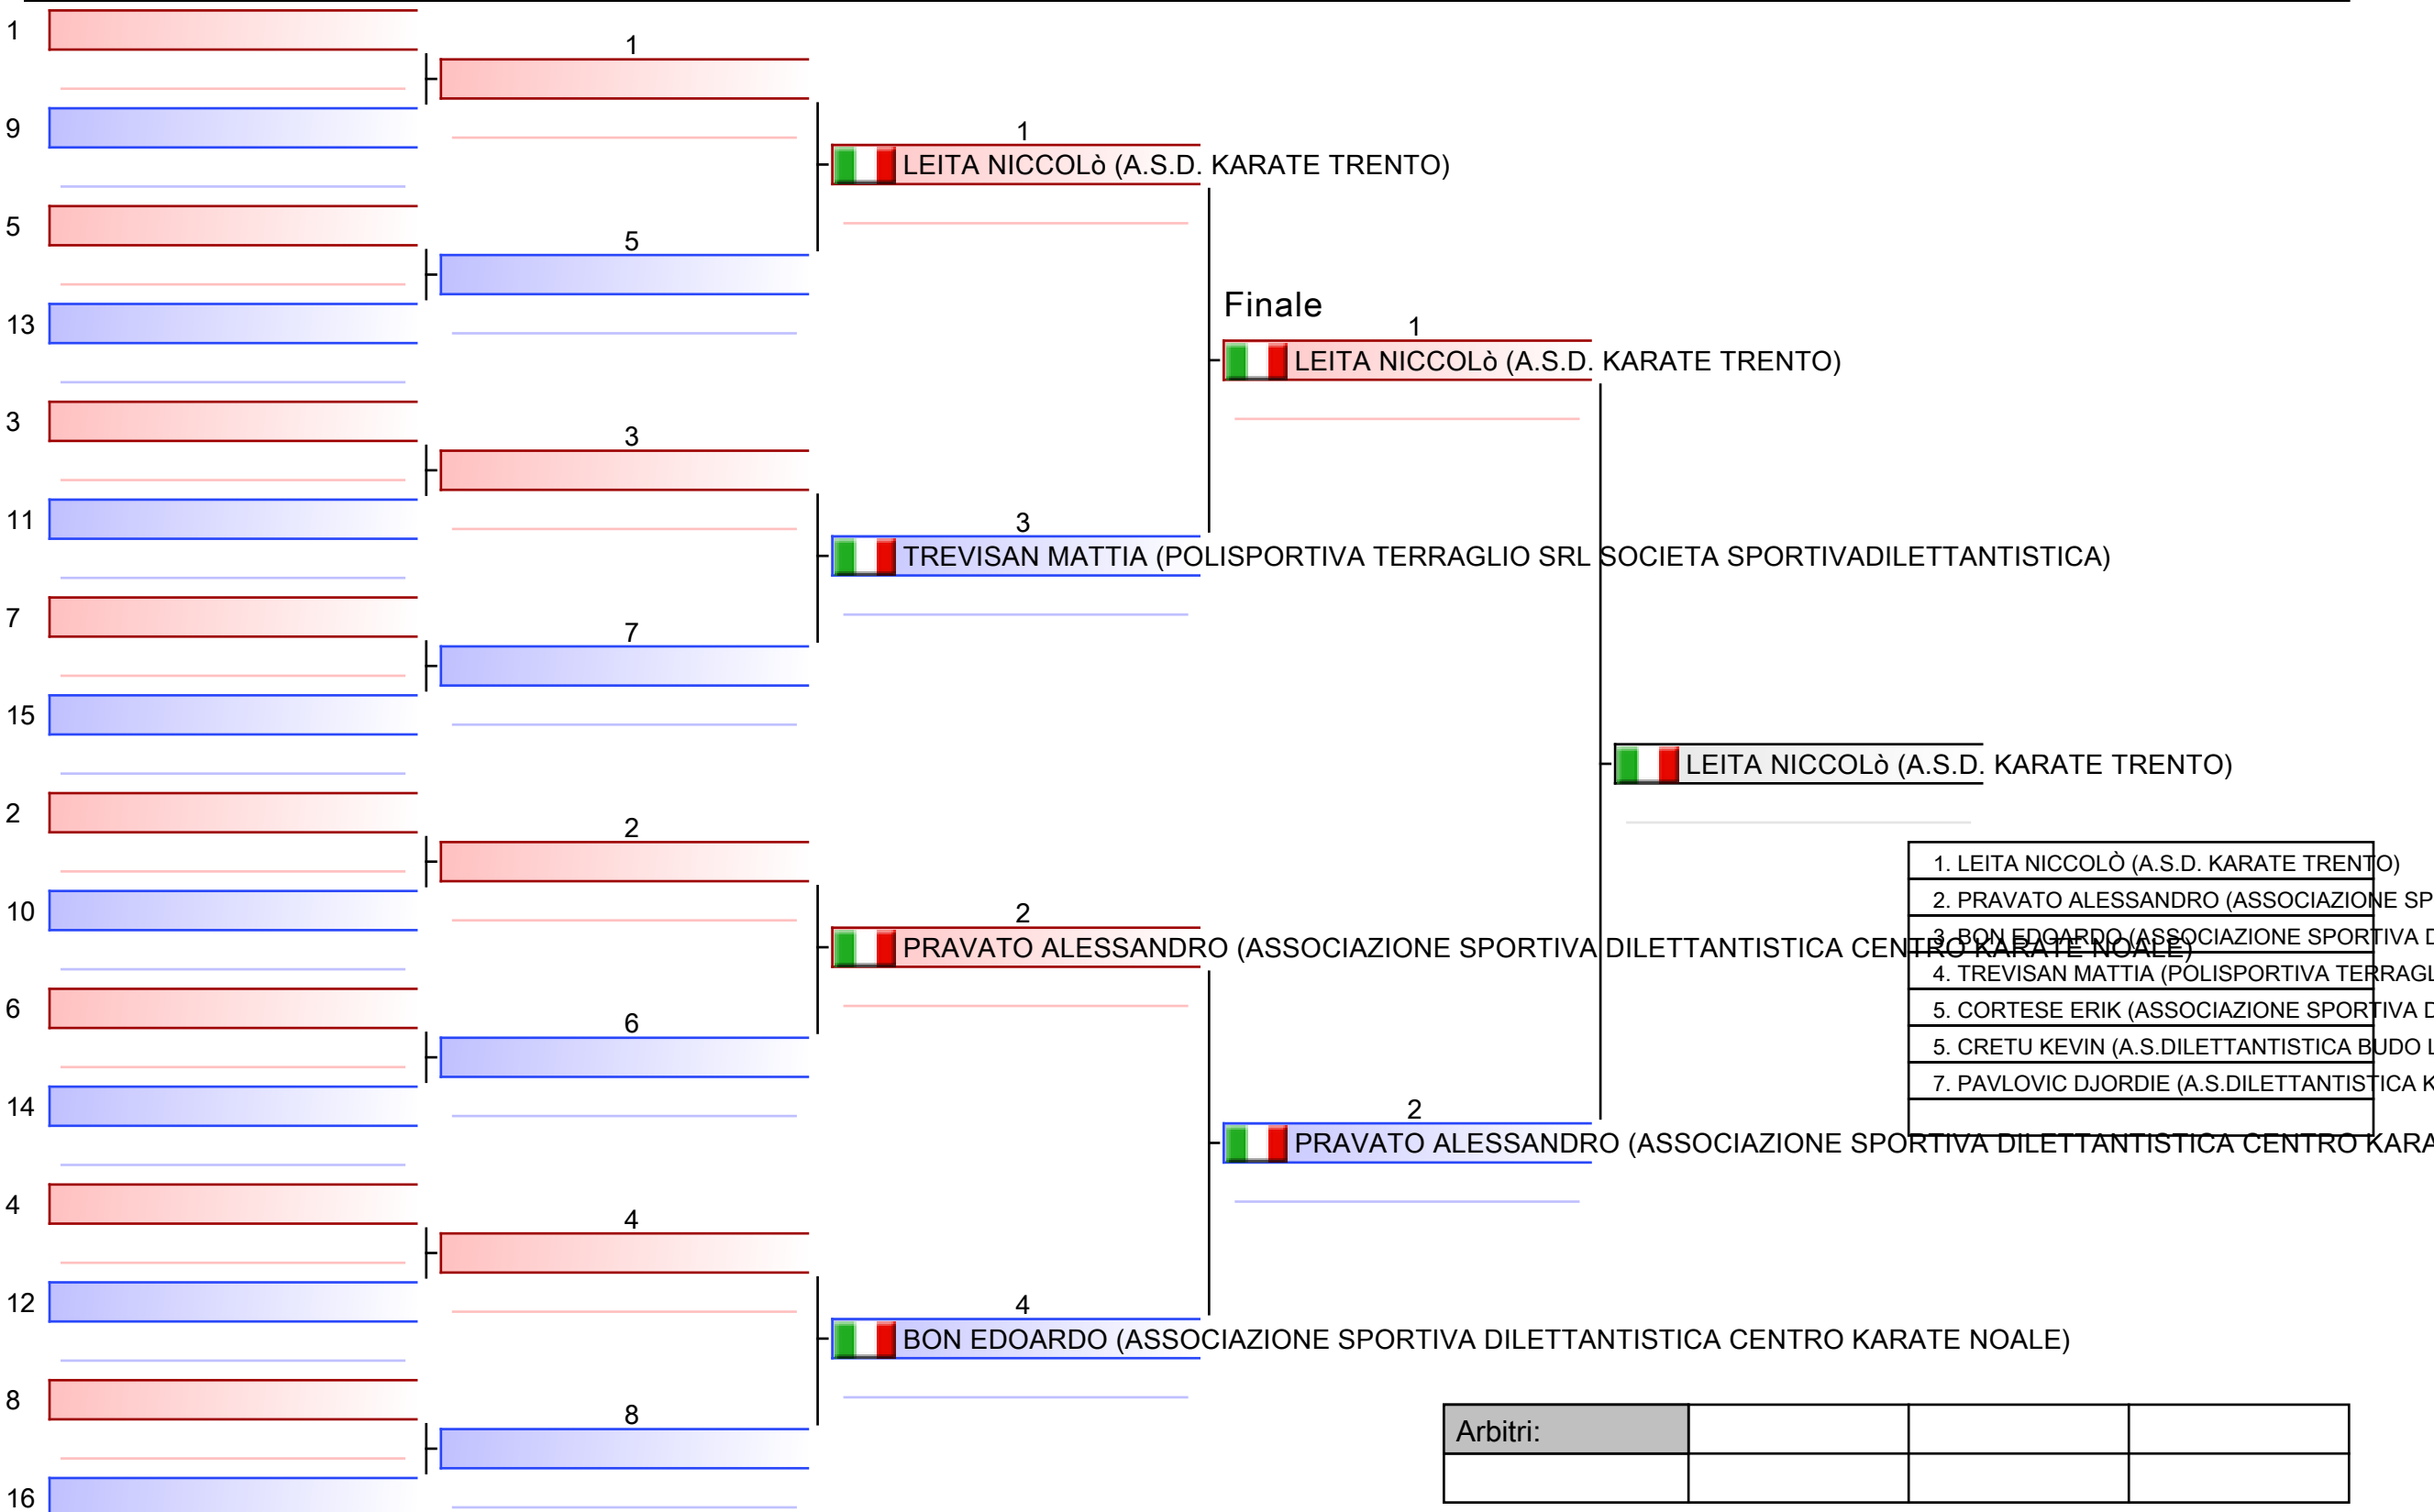 1
9
5
13
3
11
7
15
2
10
6
14
4
12
8
16
1
5
3
7
2
6
4
8
1
LEITA NICCOLò (A.S.D. KARATE TRENTO)
3
TREVISAN MATTIA (POLISPORTIVA TERRAGLIO SRL SOCIETA SPORTIVADILETTANTISTICA)
2
PRAVATO ALESSANDRO (ASSOCIAZIONE SPORTIVA DILETTANTISTICA CENTRO KARATE NOALE)
4
BON EDOARDO (ASSOCIAZIONE SPORTIVA DILETTANTISTICA CENTRO KARATE NOALE)
Finale
1
LEITA NICCOLò (A.S.D. KARATE TRENTO)
2
PRAVATO ALESSANDRO (ASSOCIAZIONE SPORTIVA DILETTANTISTICA CENTRO KARA
LEITA NICCOLò (A.S.D. KARATE TRENTO)
1. LEITA NICCOLÒ (A.S.D. KARATE TRENTO)
2. PRAVATO ALESSANDRO (ASSOCIAZIONE SP
3. BON EDOARDO (ASSOCIAZIONE SPORTIVA D
4. TREVISAN MATTIA (POLISPORTIVA TERRAGL
5. CORTESE ERIK (ASSOCIAZIONE SPORTIVA D
5. CRETU KEVIN (A.S.DILETTANTISTICA BUDO L
7. PAVLOVIC DJORDIE (A.S.DILETTANTISTICA K
Arbitri: